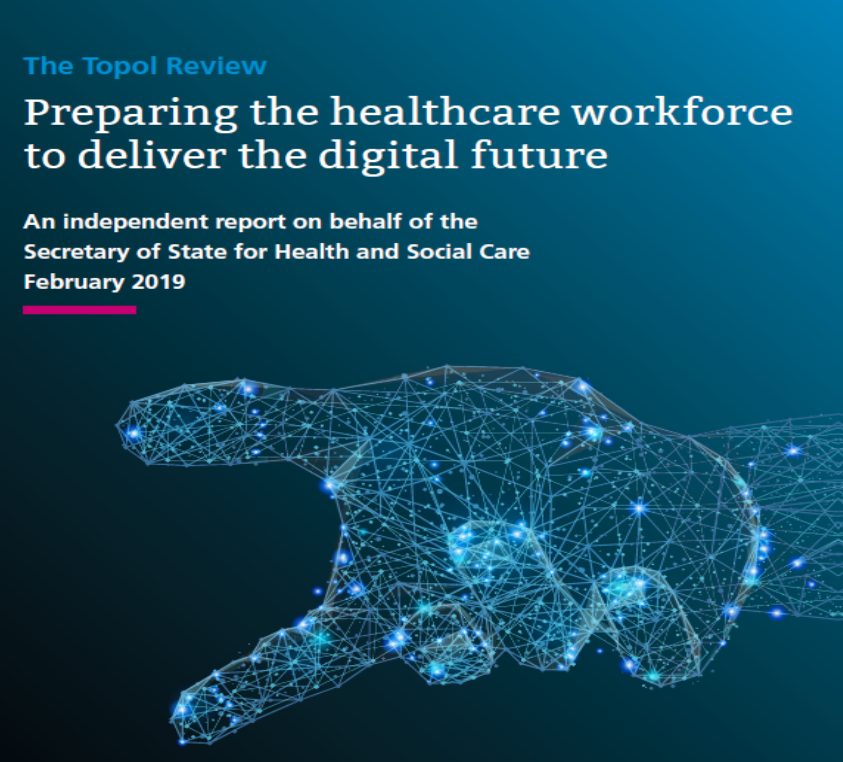 The Topol Review
Preparing the healthcare workforce
to deliver the digital future
An independent report on behalf of the
Secretary of State for Health and Social Care
February 2019